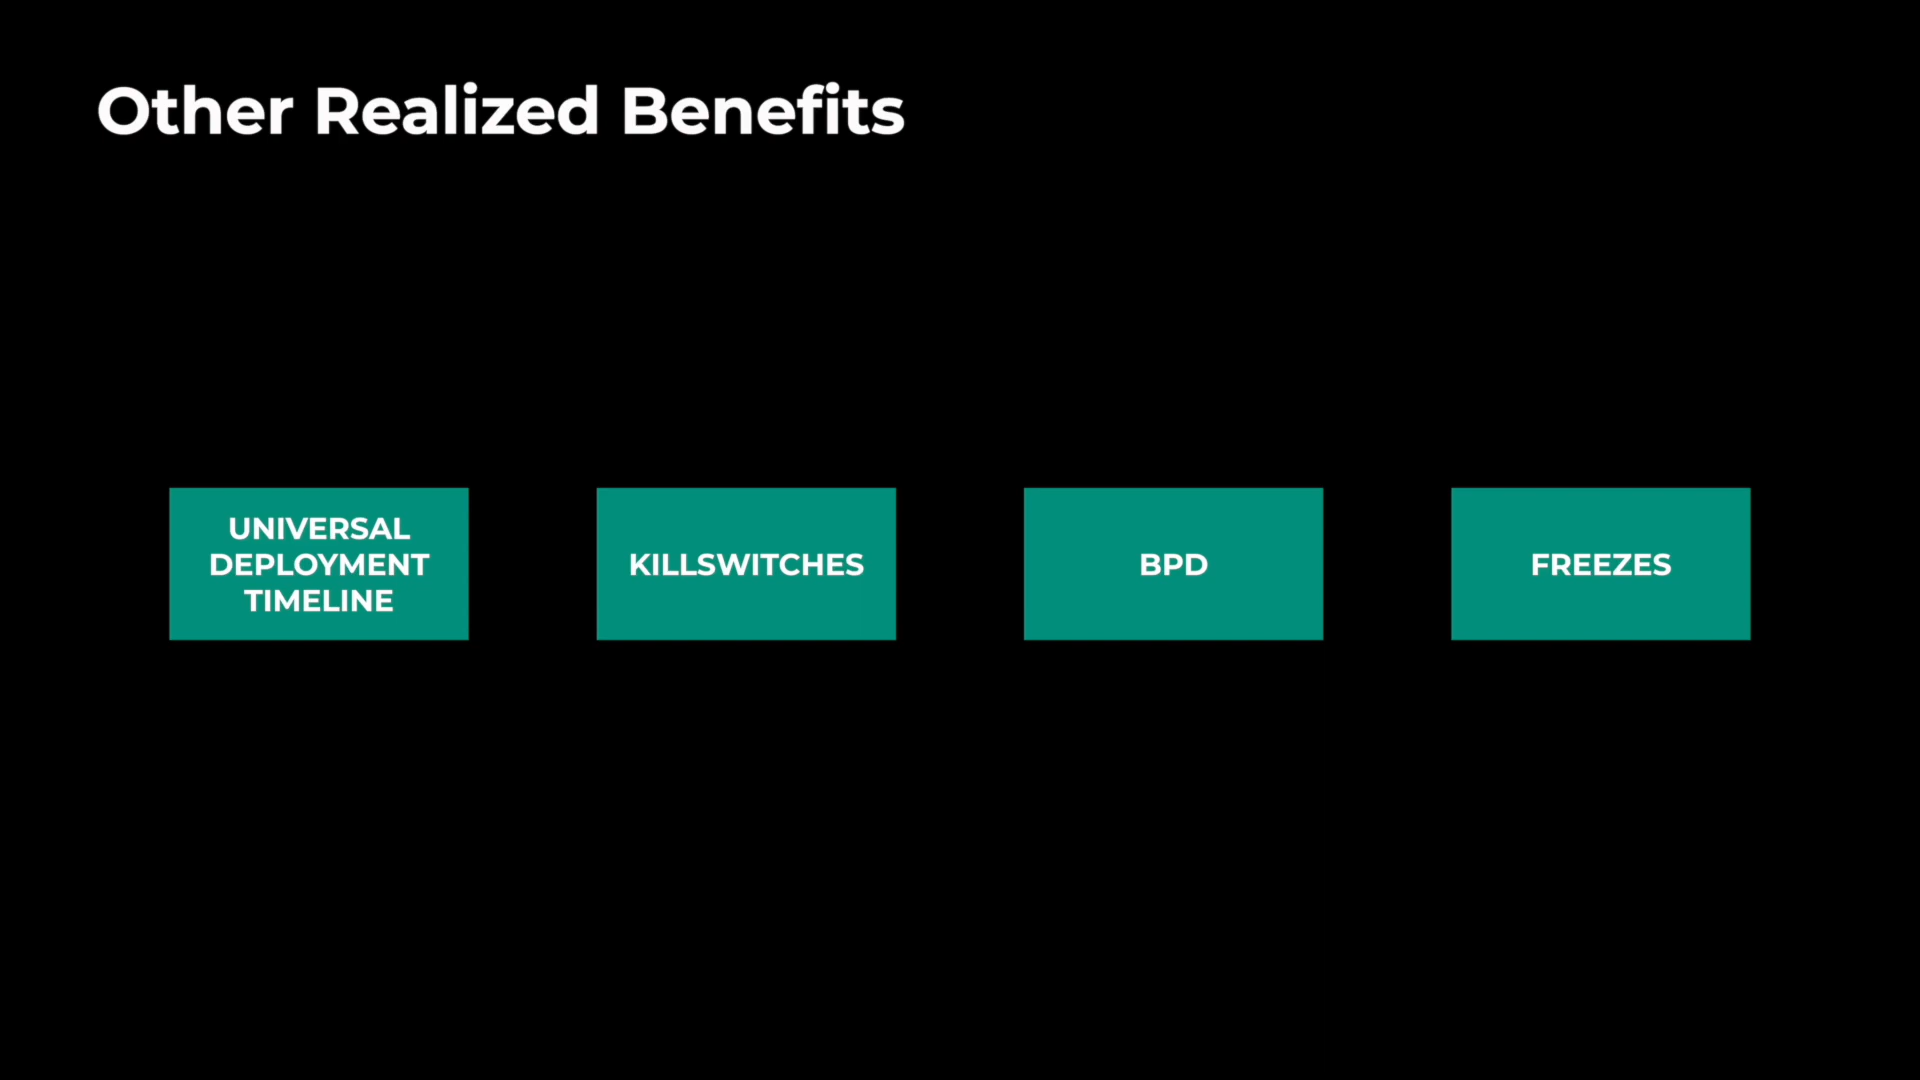 Other Realized Benefits
UNIVERSAL
DEPLOYMENT
TIMELINE
KILLSWITCHES
BPD
FREEZES